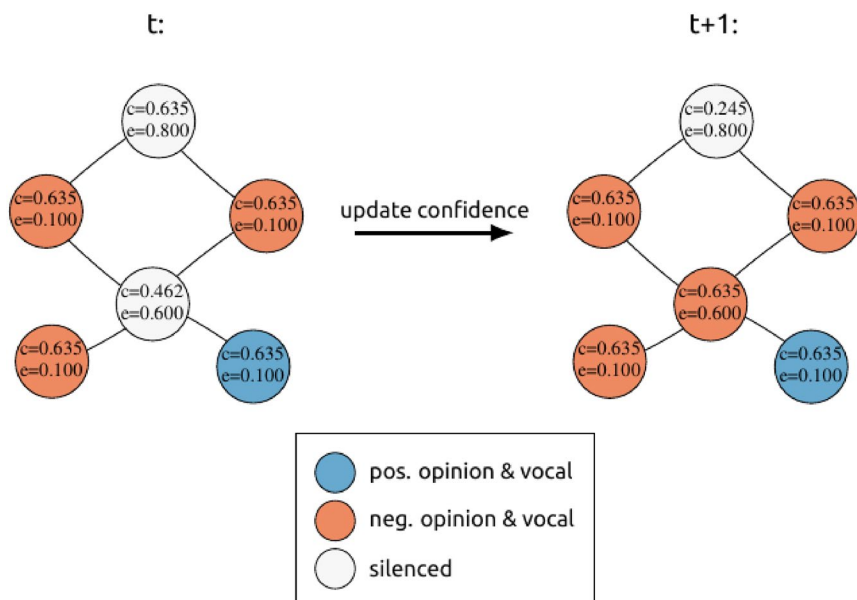 t:
t+1:
c=0.635
e=0.800
c=0.245
e=0.800
c=0.635
e=0.100
c=0.635
e=0.100
update confidence
c=0.635
e=0.100
c=0.635
e=0.100
c=0.462
e=0.600
c=0.635
e=0.600
c=0.635
e=0.100
c=0.635
e=0.100
c=0.635
e=0.100
c=0.635
e=0.100
pos. opinion & vocal
neg. opinion & vocal
silenced